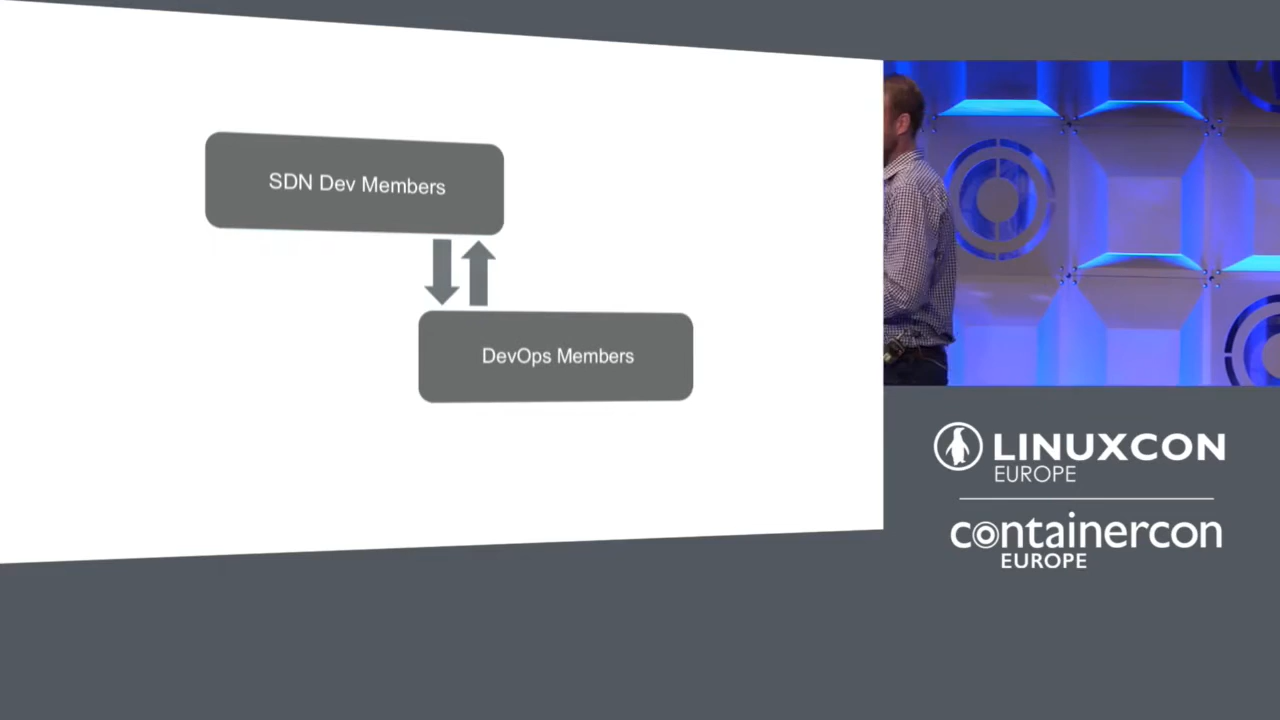 SDN Dev Members
DevOps Members
LINUXCON
EUROPE
containercon
EUROPE